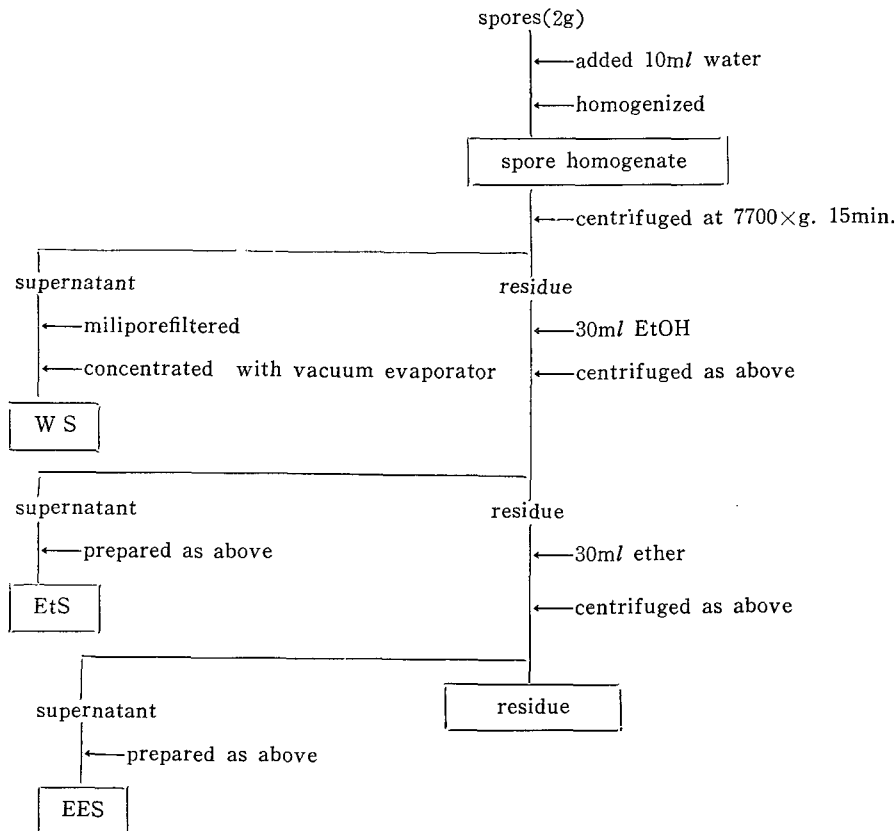 spores(2g)
added 10ml water
homogenized
spore homogenate
centrifuged at 7700×g. 15min.
supernatant
residue
miliporefiltered
30ml EtOH
concentrated with vacuum evaporator
centrifuged as above
W S
supernatant
residue
prepared as above
30ml ether
EtS
centrifuged as above
residue
supernatant
prepared as above
EES